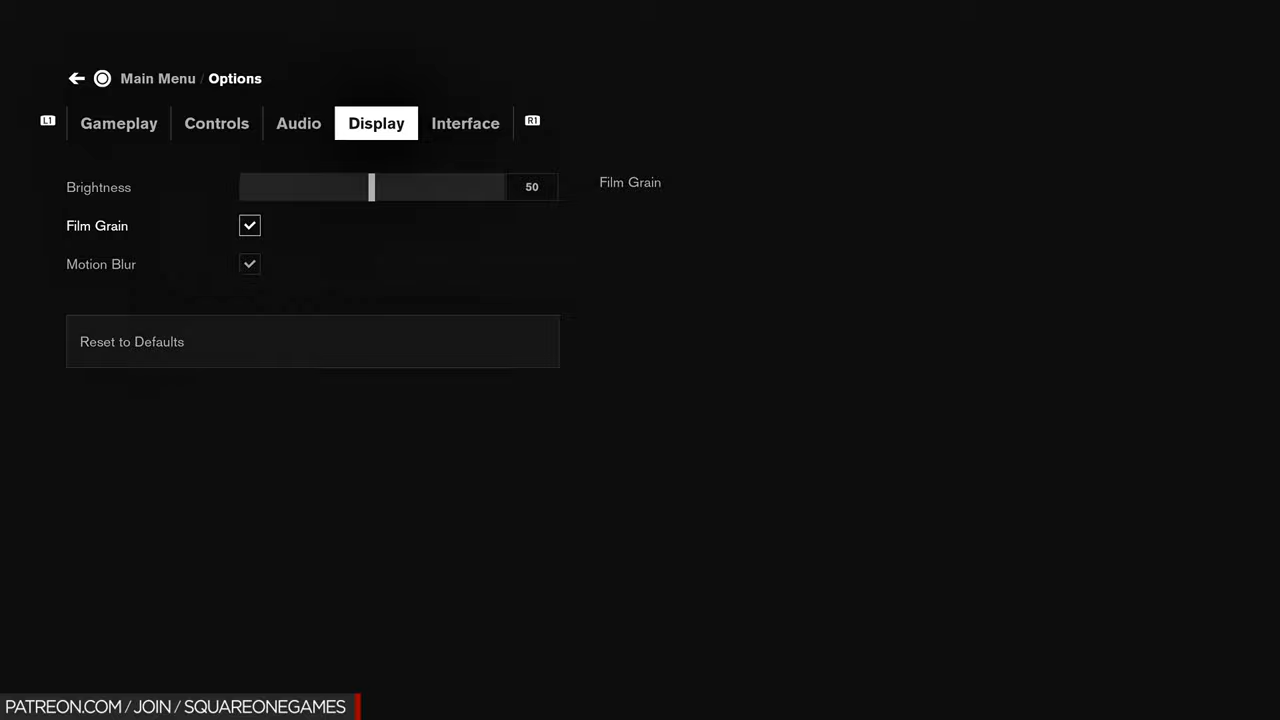 Main Menu / Options
L1 Gameplay Controls Audio Display Interface R1
Brightness 50
Film Grain
Film Grain
Motion Blur
Reset to Defaults
PATREON.COM / JOIN / SQUAREONEGAMES